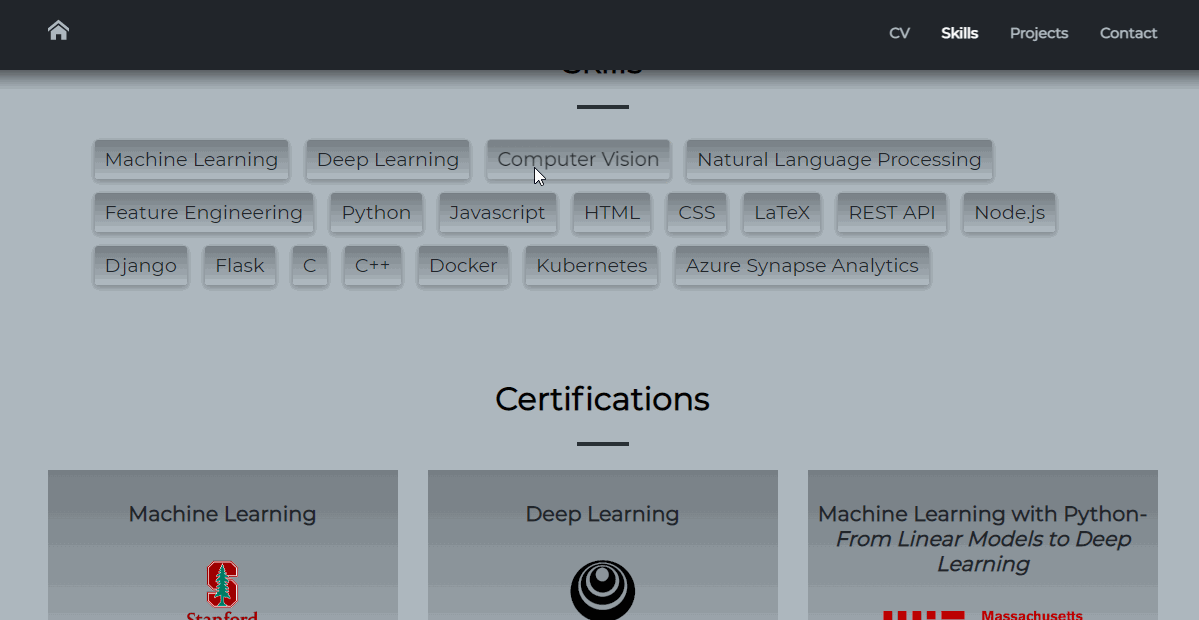 CV Skills Projects Contact
Skills
Machine Learning Deep Learning Computer Vision Natural Language Processing
Feature Engineering Python Javascript HTML CSS LaTeX REST API Node.js
Django Flask C C++ Docker Kubernetes Azure Synapse Analytics
Certifications
Machine Learning
Stanford
Deep Learning
Machine Learning with Python-
From Linear Models to Deep
Learning
Massachusetts